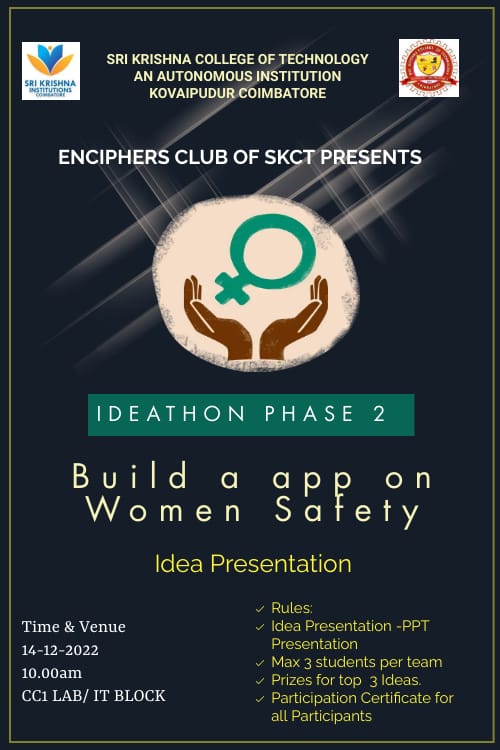 SRI KRISHNA
INSTITUTIONS
COIMBATORE
SRI KRISHNA COLLEGE OF TECHNOLOGY
AN AUTONOMOUS INSTITUTION
KOVAIPUDUR COIMBATORE
ENCIPHERS CLUB OF SKCT PRESENTS
IDEATHON PHASE 2
Build a app on
Women Safety
Idea Presentation
Time & Venue
14-12-2022
10.00am
CC1 LAB/ IT BLOCK
Rules:
Idea Presentation -PPT
Presentation
Max 3 students per team
Prizes for top 3 Ideas.
Participation Certificate for
all Participants